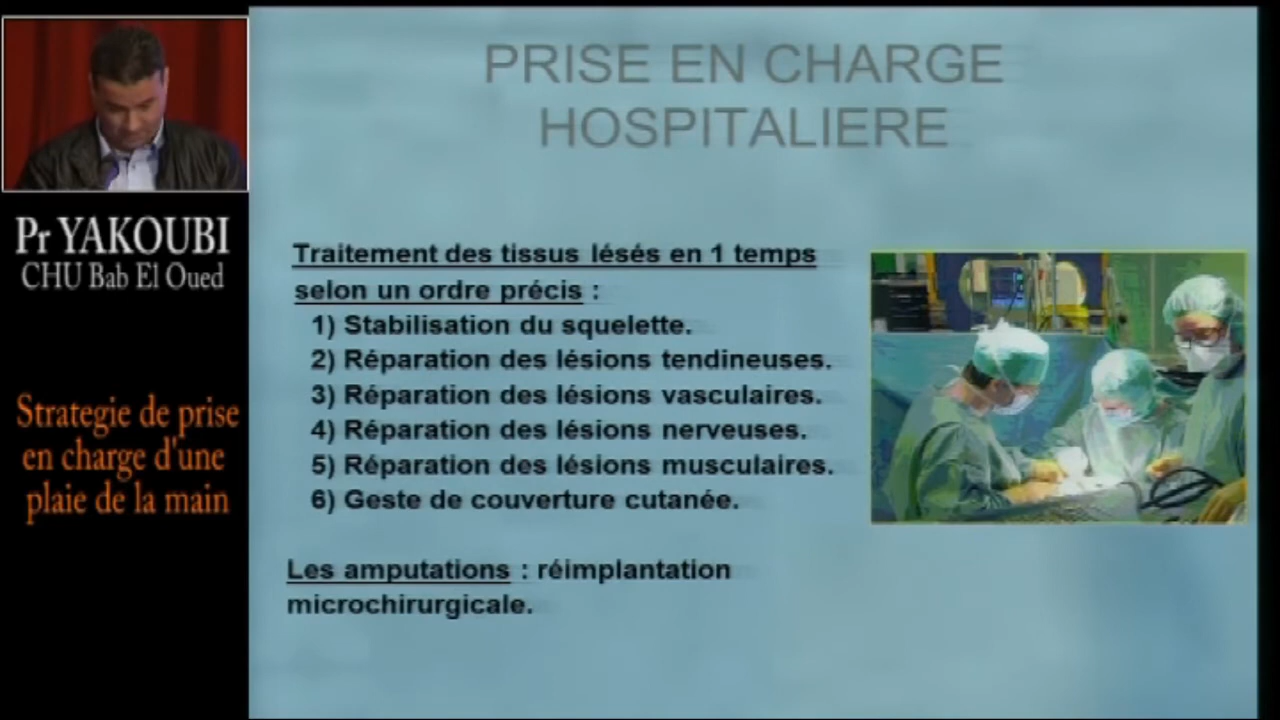 Pr YAKOUBI
CHU Bab El Oued
Strategie de prise
en charge d'une
plaie de la main
PRISE EN CHARGE
HOSPITALIERE
Traitement des tissus lésés en 1 temps
selon un ordre précis :
1) Stabilisation du squelette.
2) Réparation des lésions tendineuses.
3) Réparation des lésions vasculaires.
4) Réparation des lésions nerveuses.
5) Réparation des lésions musculaires.
6) Geste de couverture cutanée.
Les amputations : réimplantation
microchirurgicale.